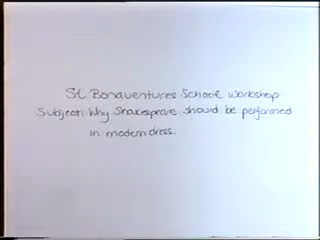 St Bonaventures School Workshop
Subject: Why Shakespeare should be performed
in modern dress.